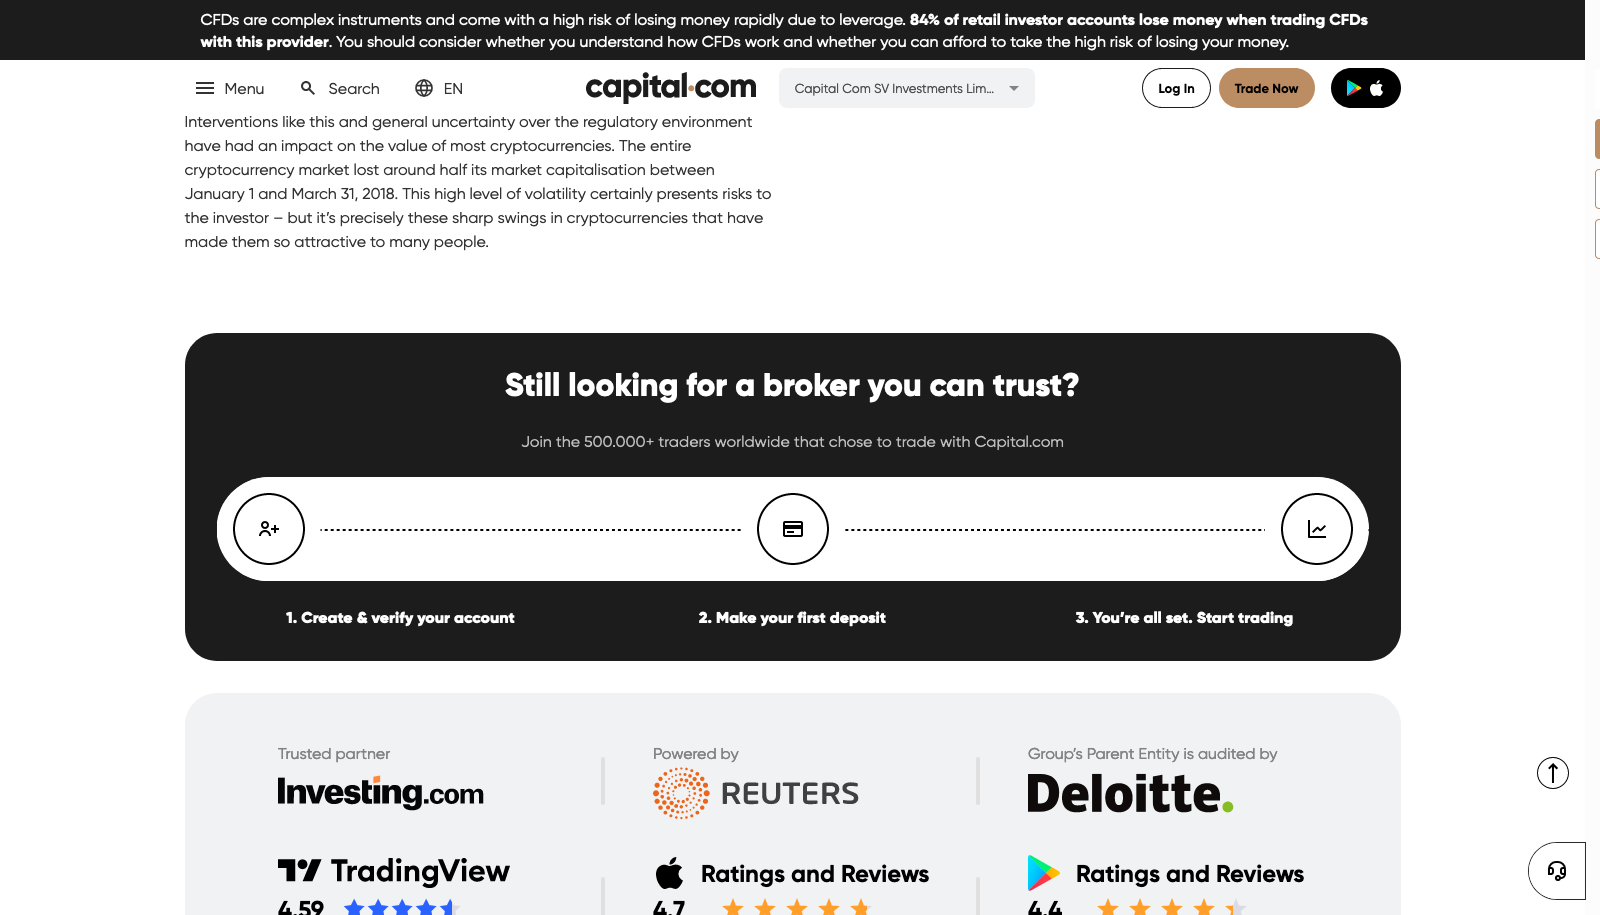 CFDs are complex instruments and come with a high risk of losing money rapidly due to leverage. 84% of retail investor accounts lose money when trading CFDs
with this provider. You should consider whether you understand how CFDs work and whether you can afford to take the high risk of losing your money.
Menu
Search
EN
capital.com
Capital Com SV Investments Lim...
Log In
Trade Now
Interventions like this and general uncertainty over the regulatory environment
have had an impact on the value of most cryptocurrencies. The entire
cryptocurrency market lost around half its market capitalisation between
January 1 and March 31, 2018. This high level of volatility certainly presents risks to
the investor – but it’s precisely these sharp swings in cryptocurrencies that have
made them so attractive to many people.
Still looking for a broker you can trust?
Join the 500.000+ traders worldwide that chose to trade with Capital.com
1. Create & verify your account
2. Make your first deposit
3. You’re all set. Start trading
Trusted partner
Investing.com
Powered by
REUTERS
Group’s Parent Entity is audited by
Deloitte.
TradingView
4.59
Ratings and Reviews
4.7
Ratings and Reviews
4.4